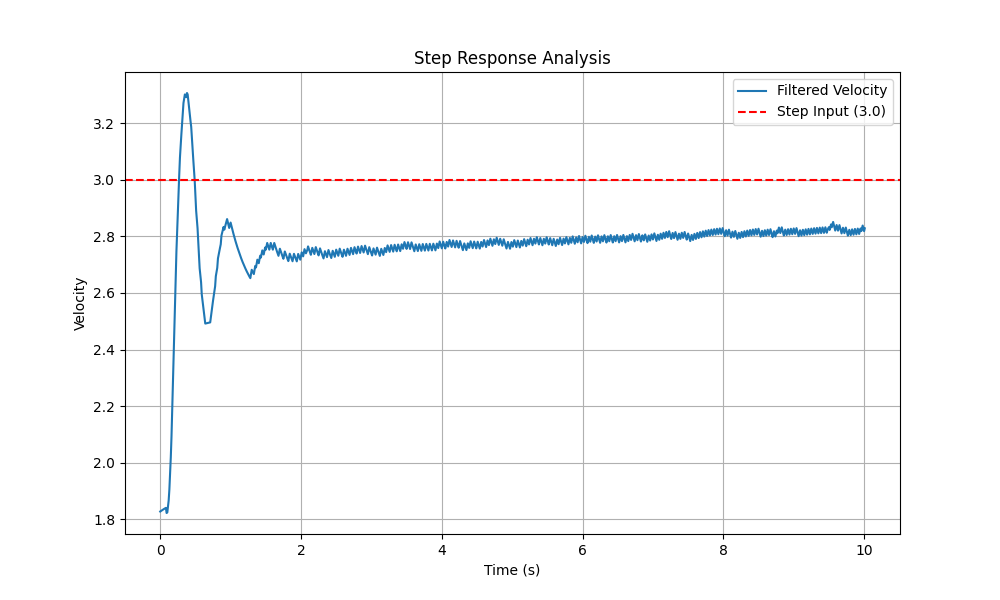 Step Response Analysis
Filtered Velocity
Step Input (3.0)
Velocity
3.2
3.0
2.8
2.6
2.4
2.2
2.0
1.8
0 2 4 6 8 10
Time (s)